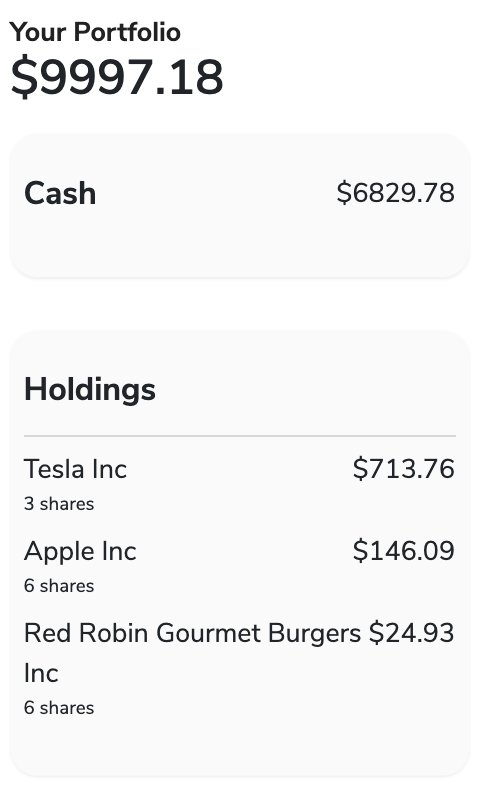 Your Portfolio
$9997.18
Cash $6829.78
Holdings
Tesla Inc $713.76
3 shares
Apple Inc $146.09
6 shares
Red Robin Gourmet Burgers $24.93
Inc
6 shares